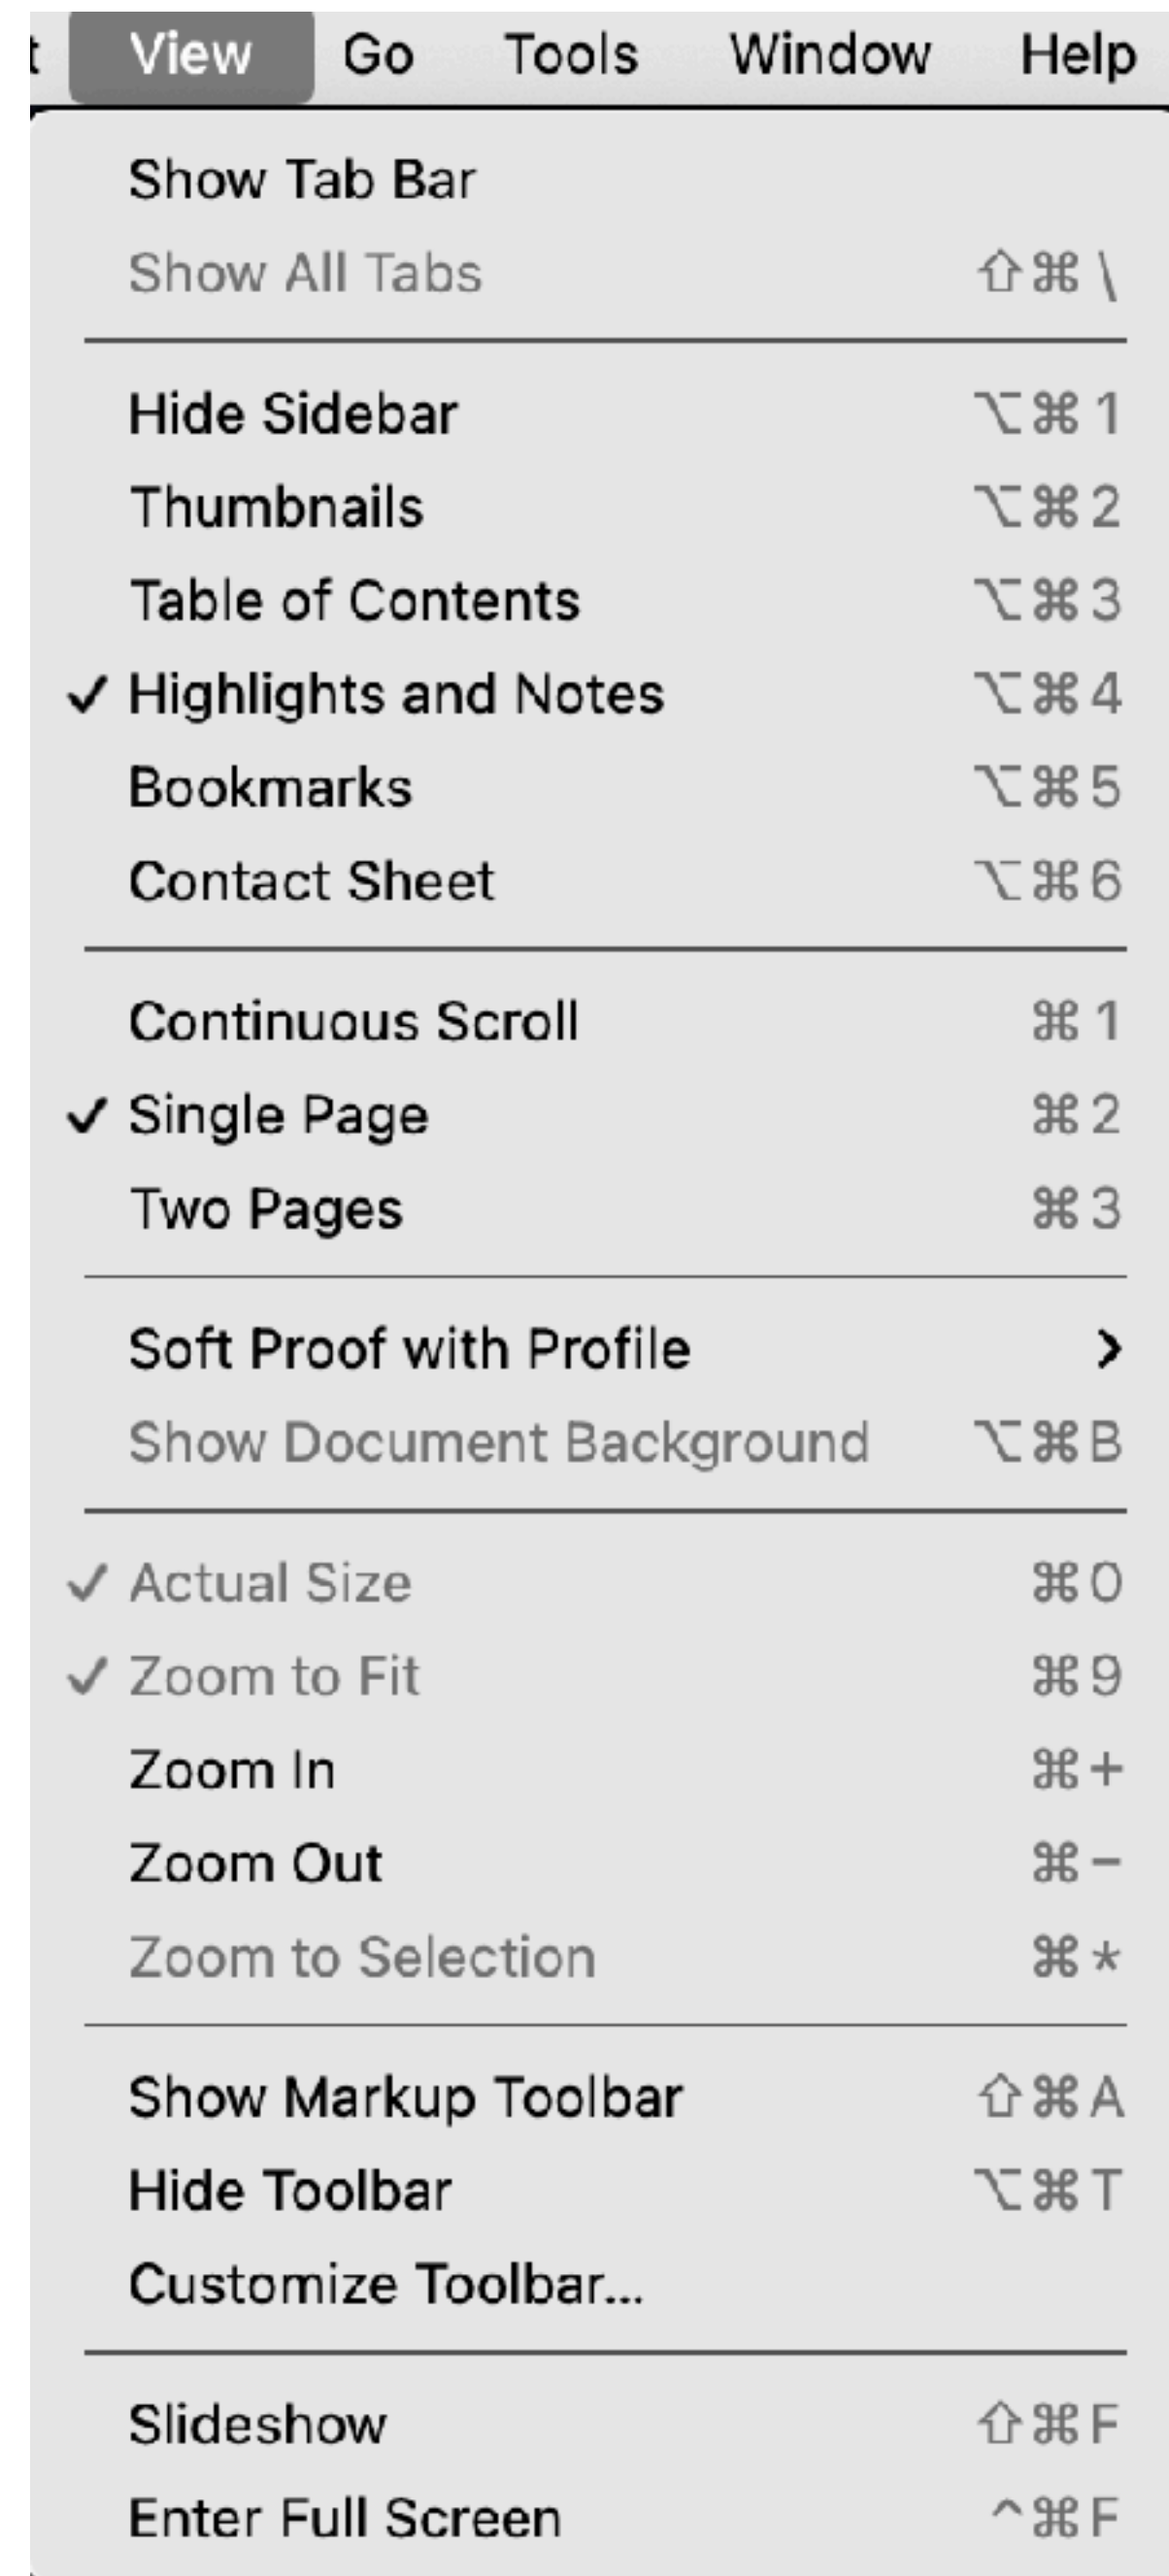 t View Go Tools Window Help
Show Tab Bar
Show All Tabs ⇧⌘\
Hide Sidebar ⌥⌘1
Thumbnails ⌥⌘2
Table of Contents ⌥⌘3
✓ Highlights and Notes ⌥⌘4
Bookmarks ⌥⌘5
Contact Sheet ⌥⌘6
Continuous Scroll ⌘1
✓ Single Page ⌘2
Two Pages ⌘3
Soft Proof with Profile >
Show Document Background ⌥⌘B
✓ Actual Size ⌘0
✓ Zoom to Fit ⌘9
Zoom In ⌘+
Zoom Out ⌘-
Zoom to Selection ⌘*
Show Markup Toolbar ⇧⌘A
Hide Toolbar ⌥⌘T
Customize Toolbar...
Slideshow ⇧⌘F
Enter Full Screen ^⌘F